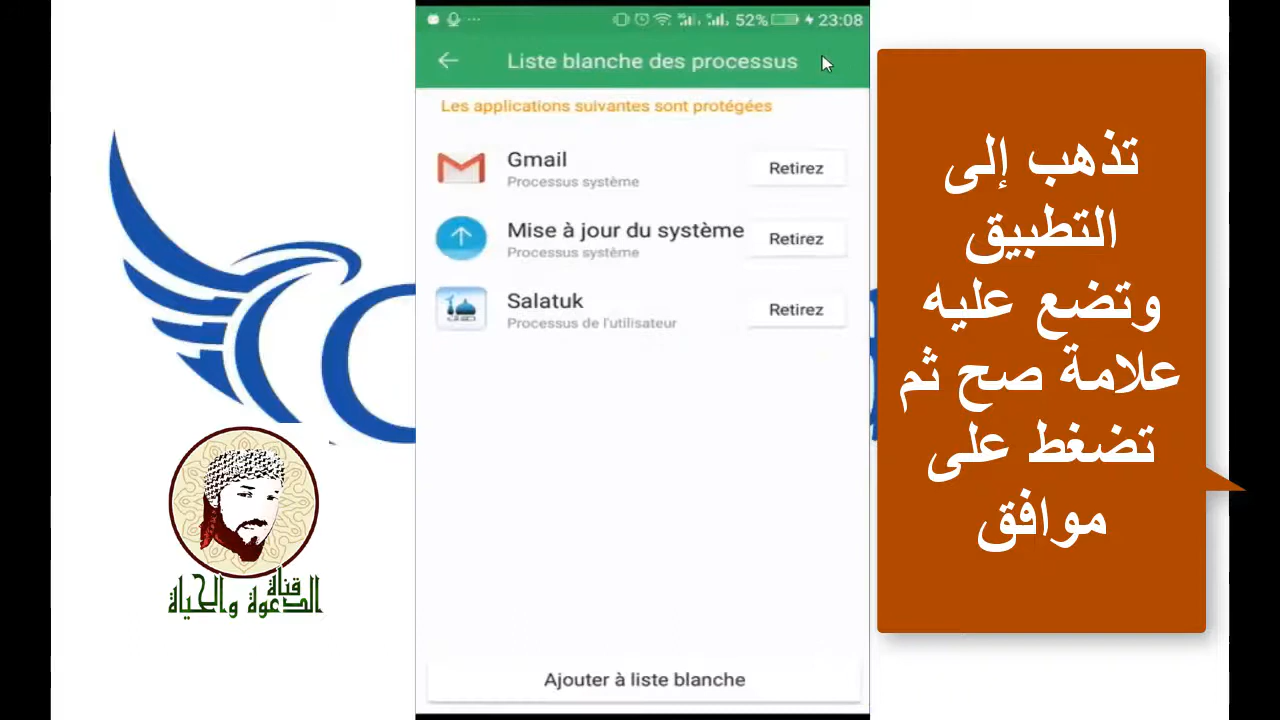 52% 23:08
Liste blanche des processus
Les applications suivantes sont protégées
Gmail
Processus système
Retirez
Mise à jour du système
Processus système
Retirez
Salatuk
Processus de l'utilisateur
Retirez
Ajouter à liste blanche
تذهب إلى
التطبيق
وتضع عليه
علامة صح ثم
تضغط على
موافق
قناة
الدعوة والحياة